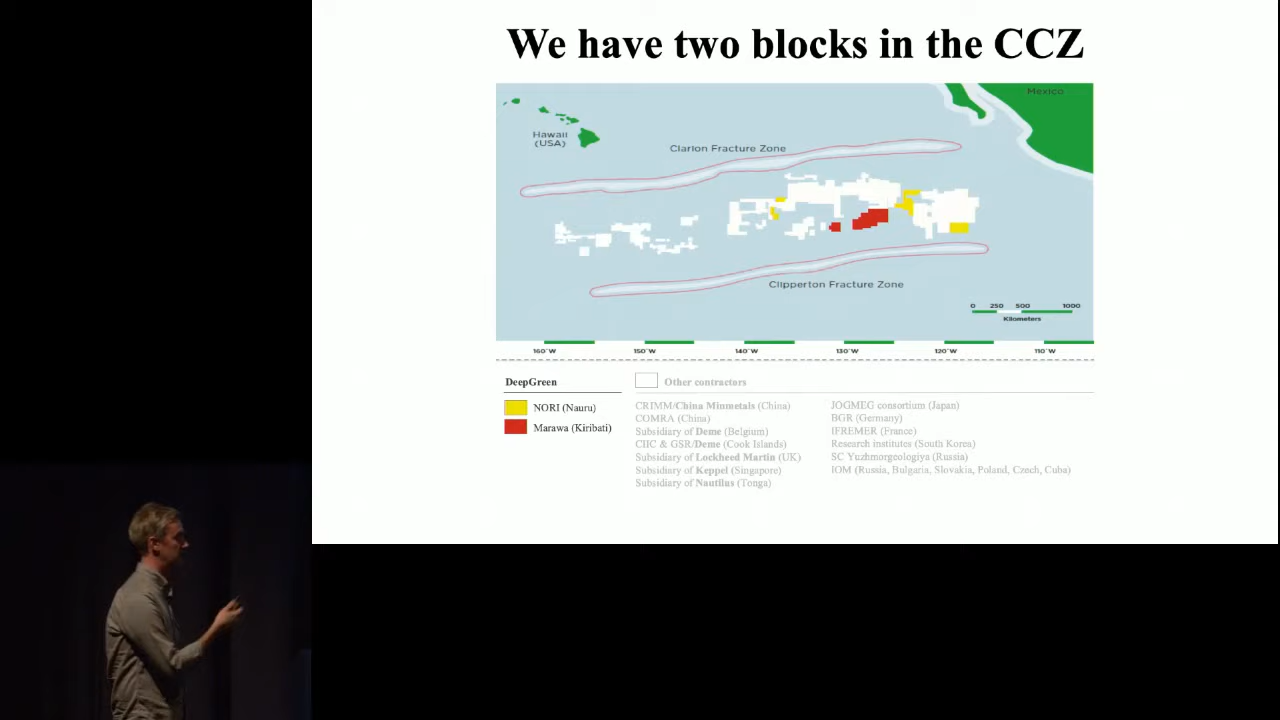 We have two blocks in the CCZ
Mexico
Hawaii
(USA)
Clarion Fracture Zone
Clipperton Fracture Zone
0 250 500 1000
Kilometers
160°W 150°W 140°W 130°W 120°W 110°W
DeepGreen
NORI (Nauru)
Marawa (Kiribati)
Other contractors
CRIMM/China Minmetals (China)
COMRA (China)
Subsidiary of Deme (Belgium)
CIIC & GSR/Deme (Cook Islands)
Subsidiary of Lockheed Martin (UK)
Subsidiary of Keppel (Singapore)
Subsidiary of Nautilus (Tonga)
JOGMEG consortium (Japan)
BGR (Germany)
IFREMER (France)
Research institutes (South Korea)
SC Yuzhmorgeologiya (Russia)
IOM (Russia, Bulgaria, Slovakia, Poland, Czech, Cuba)